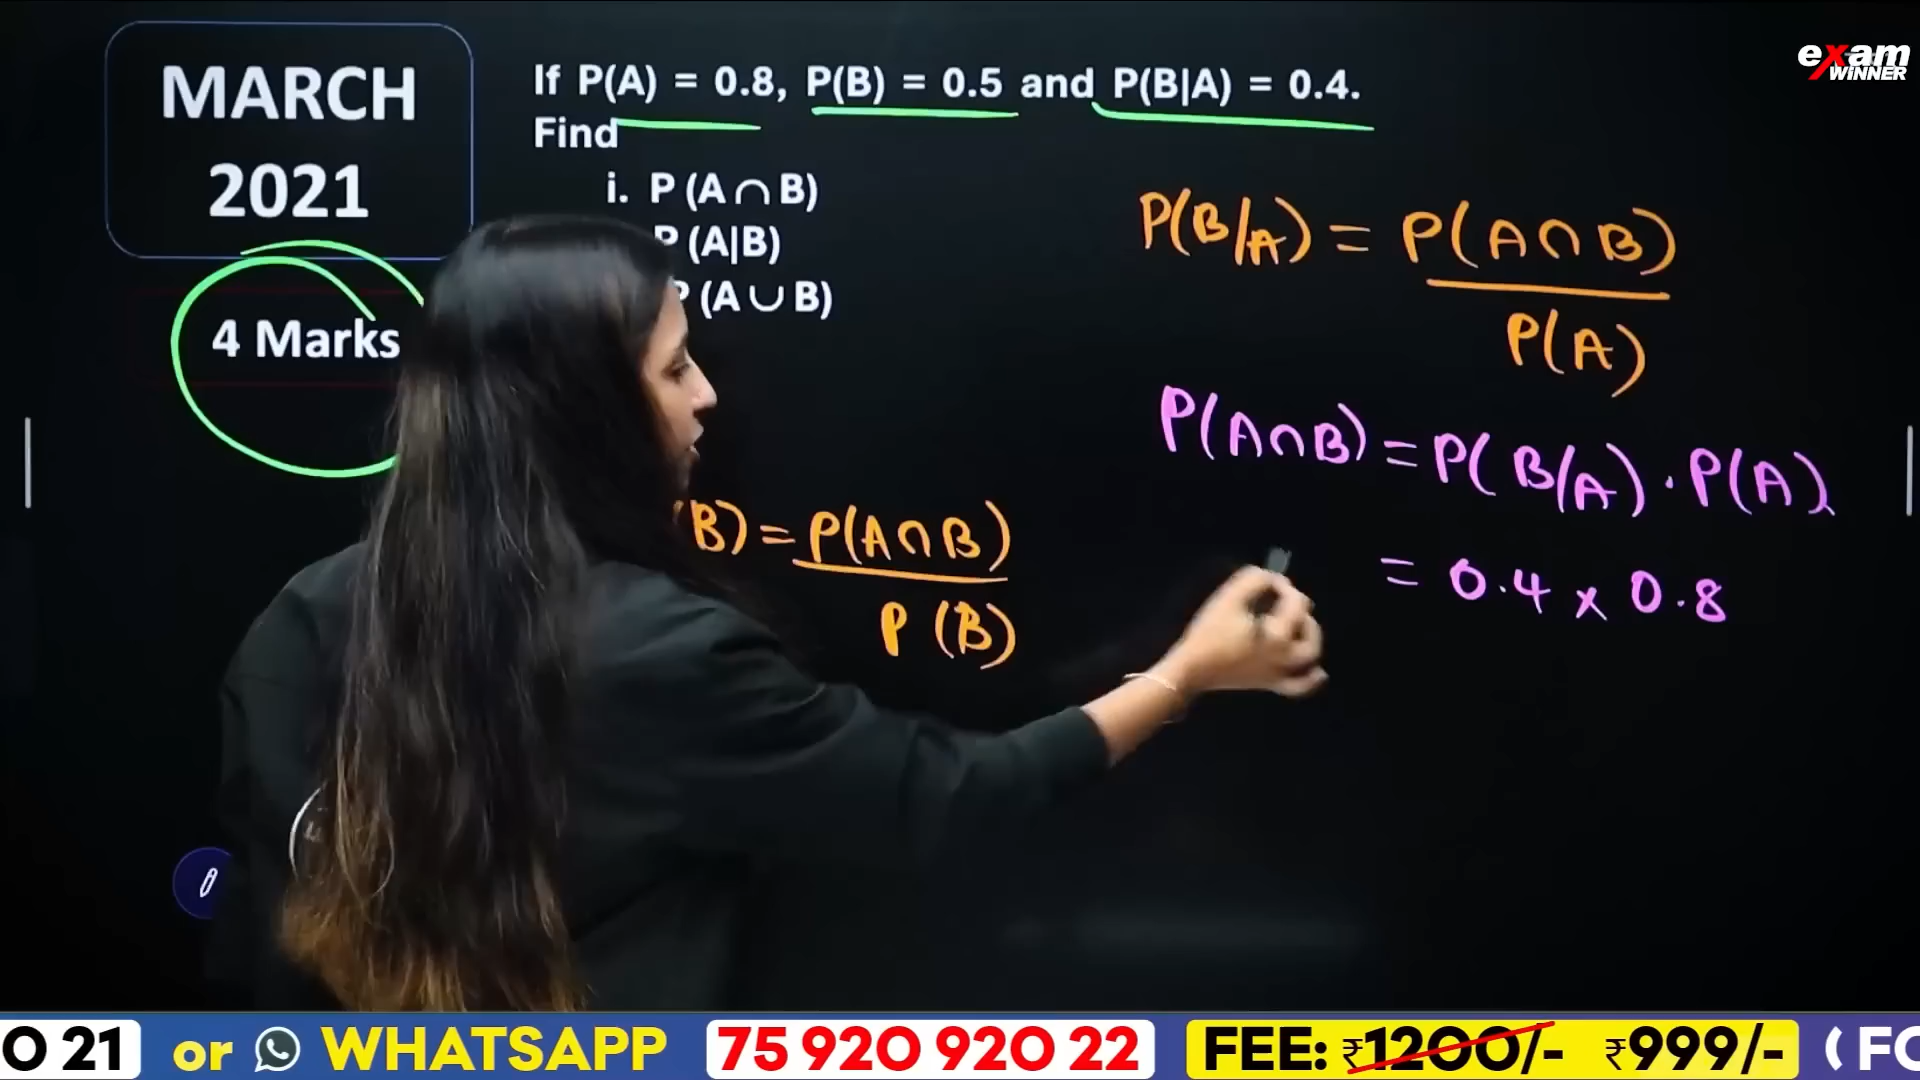 MARCH
2021
4 Marks
If P(A) = 0.8, P(B) = 0.5 and P(B|A) = 0.4.
Find
i. P (A ∩ B)
P (A|B)
P (A ∪ B)
P(B/A) = P(A∩B)
P(A)
P(A∩B) = P(B/A) . P(A)
= 0.4 x 0.8
B) = P(A∩B)
P(B)
exam
WINNER
O 21 or WHATSAPP 75 920 920 22 FEE: ₹1200/- ₹999/- (